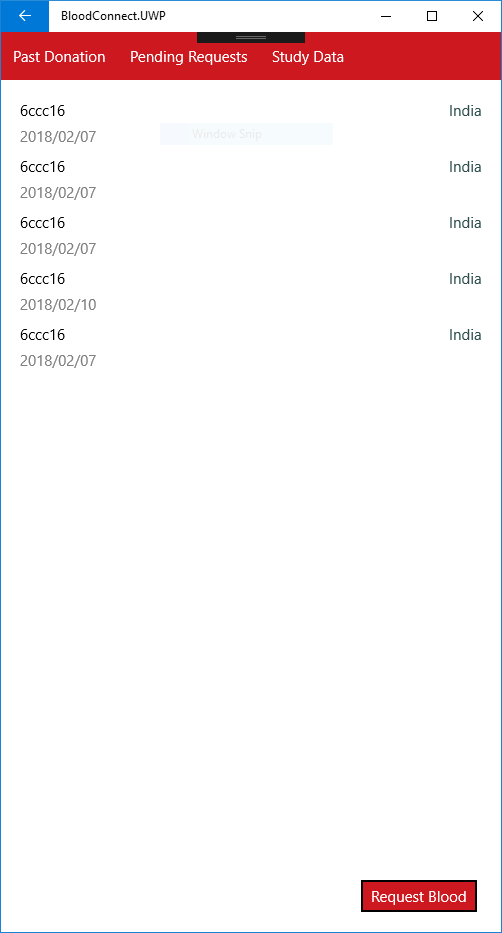 BloodConnect.UWP
Past Donation Pending Requests Study Data
6ccc16 India
2018/02/07
Window Snip
6ccc16 India
2018/02/07
6ccc16 India
2018/02/07
6ccc16 India
2018/02/10
6ccc16 India
2018/02/07
Request Blood